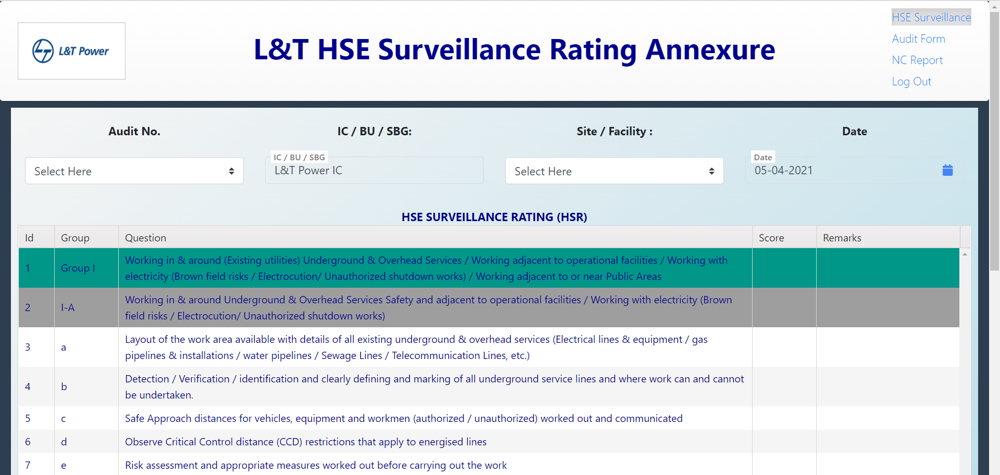 L&T Power
L&T HSE Surveillance Rating Annexure
HSE Surveillance
Audit Form
NC Report
Log Out
Audit No.
IC / BU / SBG:
Site / Facility :
Date
Select Here
IC / BU / SBG
L&T Power IC
Select Here
Date
05-04-2021
HSE SURVEILLANCE RATING (HSR)
Id Group Question Score Remarks
1 Group I Working in & around (Existing utilities) Underground & Overhead Services / Working adjacent to operational facilities / Working with
electricity (Brown field risks / Electrocution/ Unauthorized shutdown works) / Working adjacent to or near Public Areas
2 I-A Working in & around Underground & Overhead Services Safety and adjacent to operational facilities / Working with electricity (Brown
field risks / Electrocution/ Unauthorized shutdown works)
3 a Layout of the work area available with details of all existing underground & overhead services (Electrical lines & equipment / gas
pipelines & installations / water pipelines / Sewage Lines / Telecommunication Lines, etc.)
4 b Detection / Verification / identification and clearly defining and marking of all underground service lines and where work can and cannot
be undertaken.
5 c Safe Approach distances for vehicles, equipment and workmen (authorized / unauthorized) worked out and communicated
6 d Observe Critical Control distance (CCD) restrictions that apply to energised lines
7 e Risk assessment and appropriate measures worked out before carrying out the work